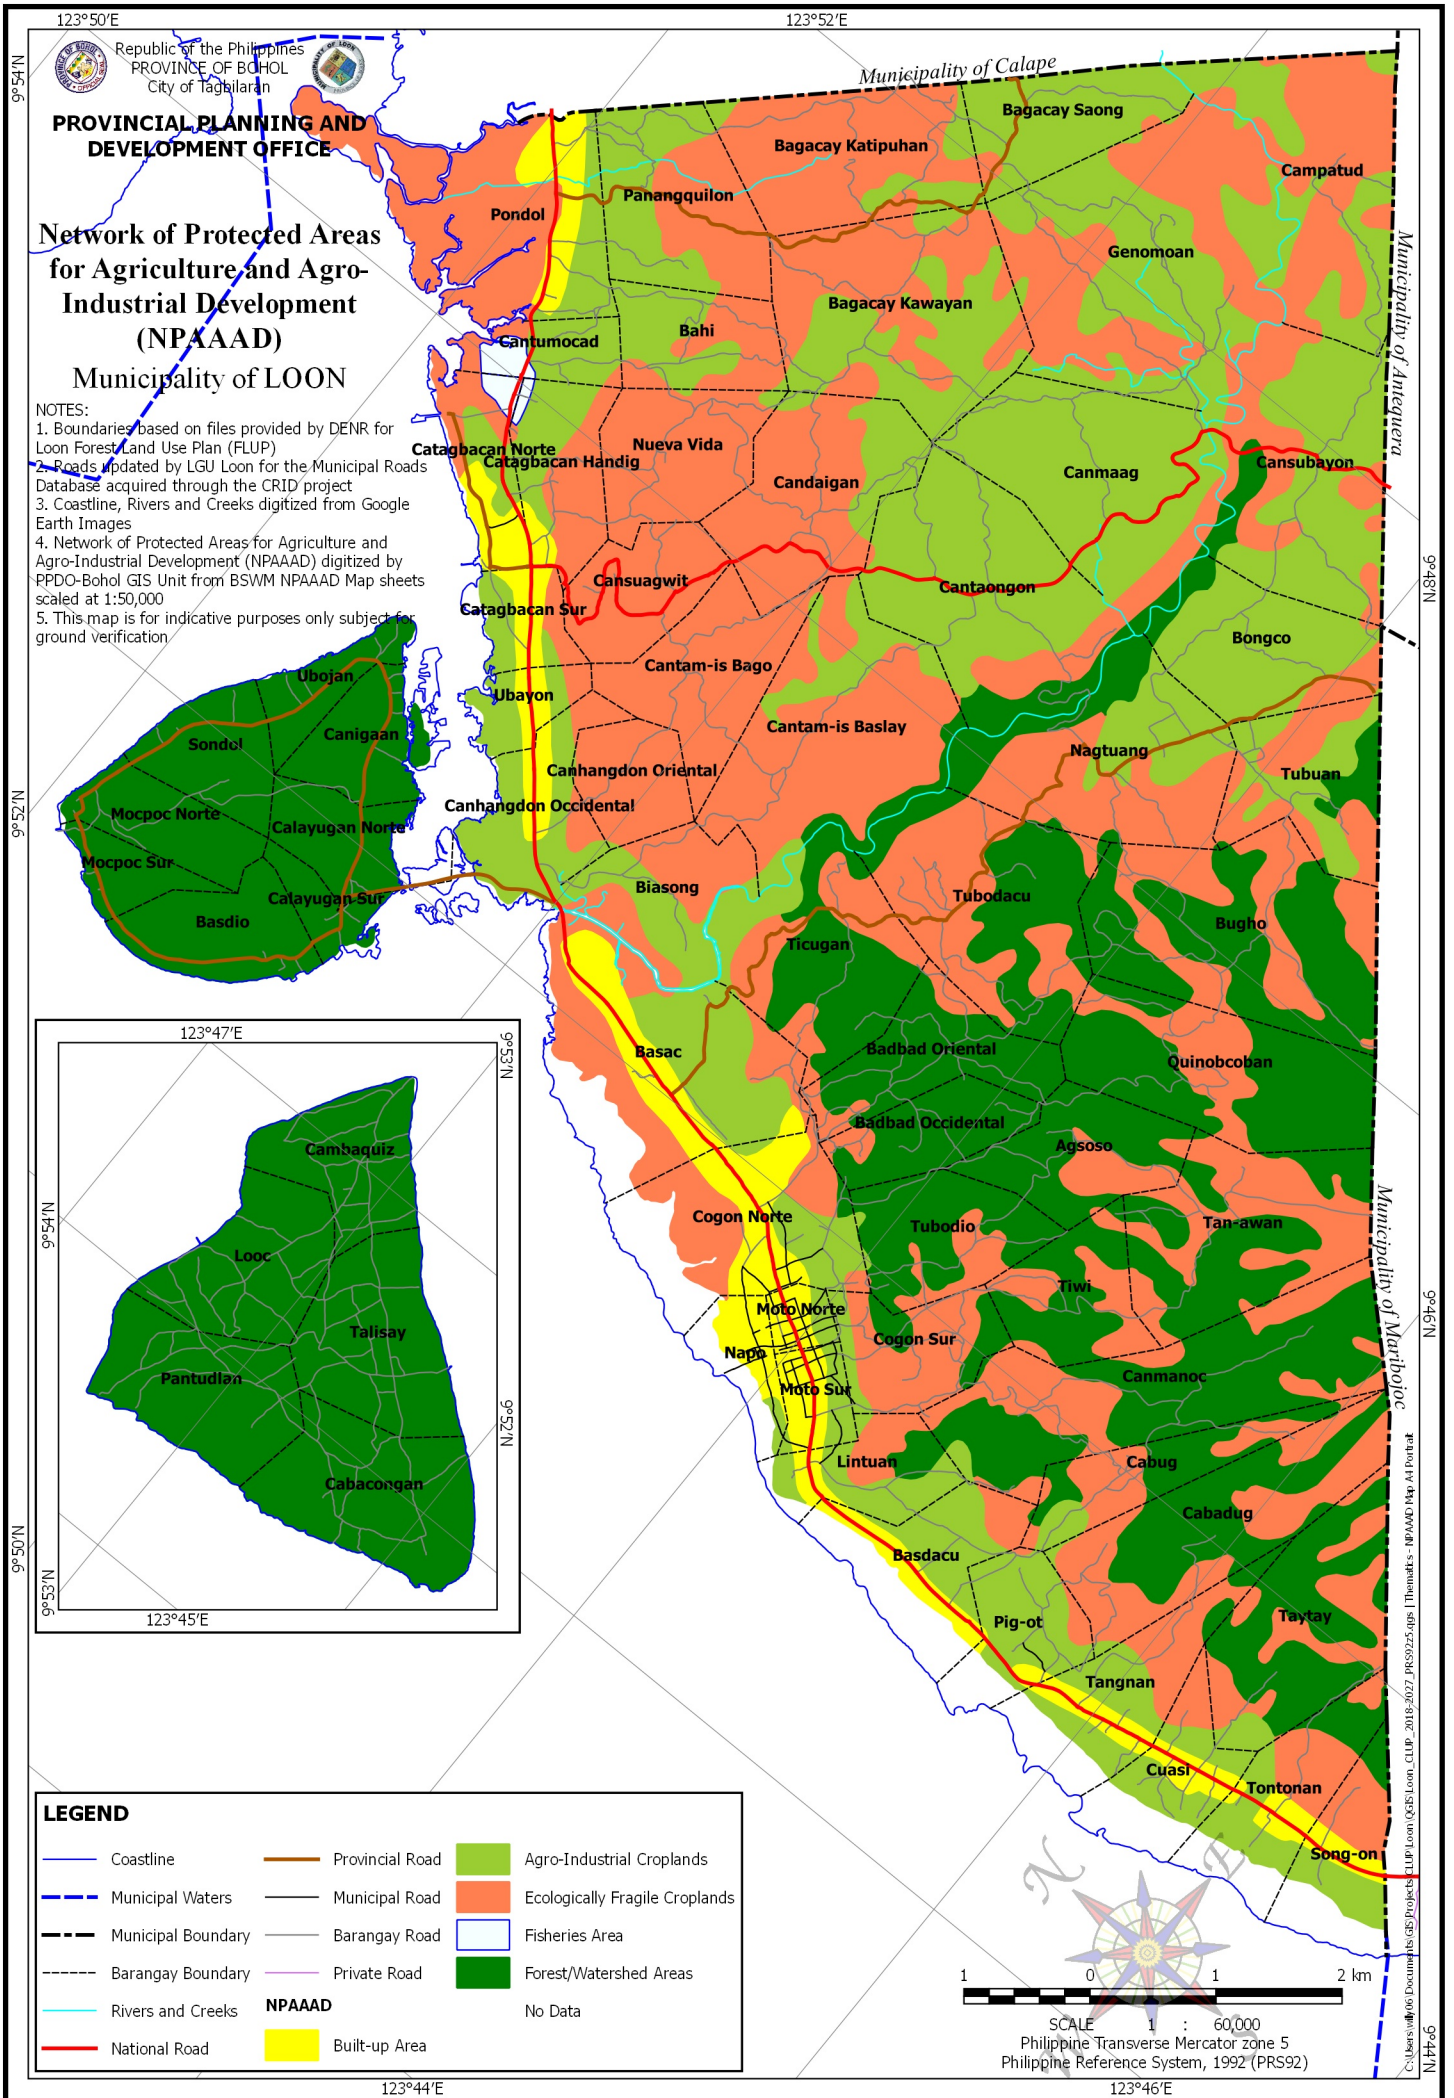 123°50′E
123°52′E
9°54′N
Republic of the Philippines
PROVINCE OF BOHOL
City of Tagbilaran
PROVINCIAL PLANNING AND
DEVELOPMENT OFFICE
Network of Protected Areas
for Agriculture and Agro-
Industrial Development
(NPAAAD)
Municipality of LOON
NOTES:
1. Boundaries based on files provided by DENR for
Loon Forest Land Use Plan (FLUP)
2. Roads updated by LGU Loon for the Municipal Roads
Database acquired through the CRID project
3. Coastline, Rivers and Creeks digitized from Google
Earth Images
4. Network of Protected Areas for Agriculture and
Agro-Industrial Development (NPAAAD) digitized by
PPDO-Bohol GIS Unit from BSWM NPAAAD Map sheets
scaled at 1:50,000
5. This map is for indicative purposes only subject for
ground verification
Municipality of Calape
Municipality of Antequera
Municipality of Maribojoc
Bagacay Saong
Bagacay Katipuhan
Campatud
Panangquilon
Pondol
Genomoan
Bagacay Kawayan
Bahi
Cantumocad
Catagbacan Norte
Catagbacan Handig
Nueva Vida
Candaigan
Canmaag
Cansubayon
Cansuagwit
Cantaongon
Catagbacan Sur
Bongco
Cantam-is Bago
Ubayon
Cantam-is Baslay
Nagtuang
Tubuan
Canhangdon Oriental
Canhangdon Occidental
Ubojan
Sondol
Canigaan
Mocpoc Norte
Calayugan Norte
Mocpoc Sur
Calayugan Sur
Basdio
Biasong
Tubodacu
Ticugan
Bugho
Basac
Badbad Oriental
Quinobcoban
Badbad Occidental
Agsoso
Cogon Norte
Tubodio
Tan-awan
Tiwi
Moto Norte
Cogon Sur
Napo
Moto Sur
Canmanoc
Lintuan
Cabug
Cabadug
Basdacu
Pig-ot
Taytay
Tangnan
Cuasi
Tontonan
Song-on
9°48′N
9°46′N
9°44′N
9°52′N
9°50′N
123°47′E
9°53′N
Cambaquiz
9°54′N
Looc
Talisay
Pantudlan
9°52′N
Cabacongan
9°53′N
123°45′E
LEGEND
Coastline
Municipal Waters
Municipal Boundary
Barangay Boundary
Rivers and Creeks
National Road
Provincial Road
Municipal Road
Barangay Road
Private Road
NPAAAD
Built-up Area
Agro-Industrial Croplands
Ecologically Fragile Croplands
Fisheries Area
Forest/Watershed Areas
No Data
N
E
W
S
1 0 1 2 km
SCALE 1 : 60,000
Philippine Transverse Mercator zone 5
Philippine Reference System, 1992 (PRS92)
123°44′E
123°46′E